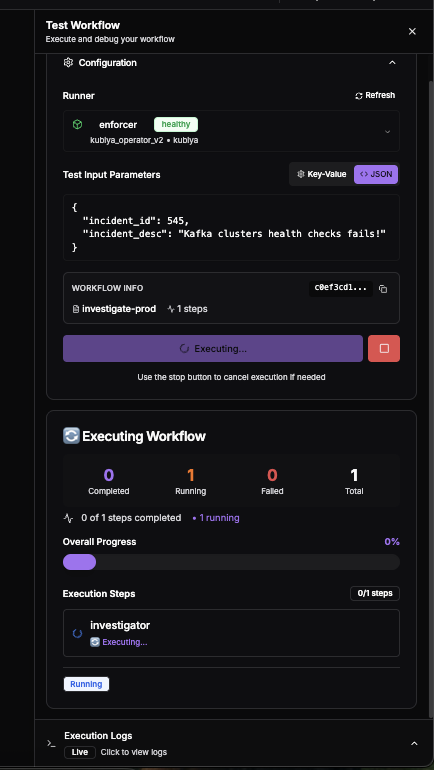 Test Workflow
Execute and debug your workflow
Configuration
Runner
Refresh
enforcer healthy
kubiya_operator_v2 • kubiya
Test Input Parameters
Key-Value <> JSON
{
"incident_id": 545,
"incident_desc": "Kafka clusters health checks fails!"
}
WORKFLOW INFO
c0ef3cd1...
investigate-prod 1 steps
Executing...
Use the stop button to cancel execution if needed
Executing Workflow
0 1 0 1
Completed Running Failed Total
0 of 1 steps completed • 1 running
Overall Progress 0%
Execution Steps 0/1 steps
investigator
Executing...
Running
Execution Logs
Live Click to view logs